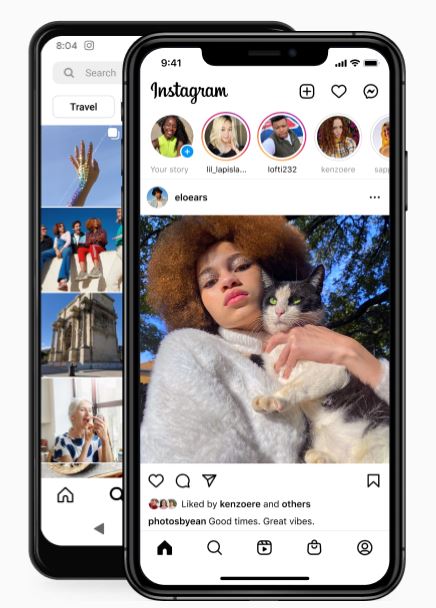 8:04
Search
Travel
9:41
Instagram
Your story
lil_lapisla...
lofti232
kenzoere
sapp
eloears
Liked by kenzoere and others
photosbyean Good times. Great vibes.